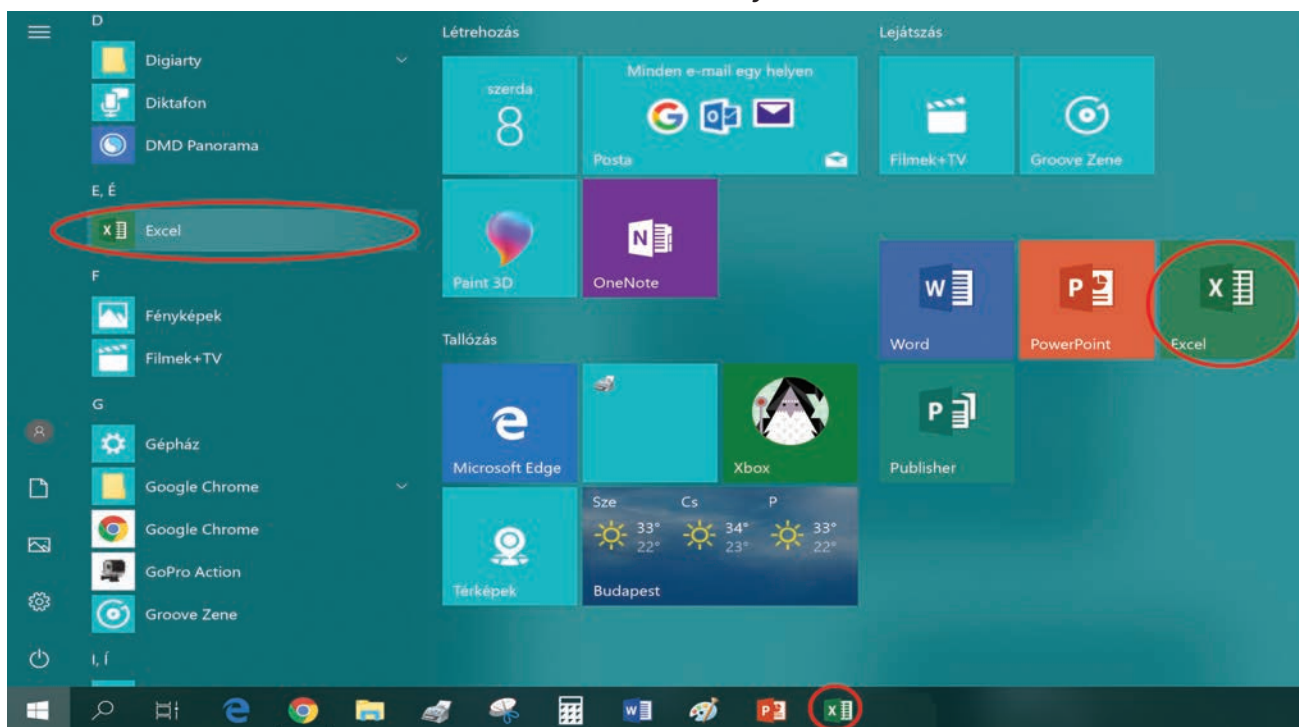 D
Digiarty
Diktafon
DMD Panorama
E, É
Excel
F
Fényképek
Filmek+TV
G
Gépház
Google Chrome
Google Chrome
GoPro Action
Groove Zene
I, Í
Létrehozás
szerda
8
Minden e-mail egy helyen
Posta
Paint 3D
OneNote
Tallózás
Microsoft Edge
Xbox
Térképek
Sze Cs P
33° 34° 33°
22° 23° 22°
Budapest
Lejátszás
Filmek+TV
Groove Zene
Word
PowerPoint
Excel
Publisher